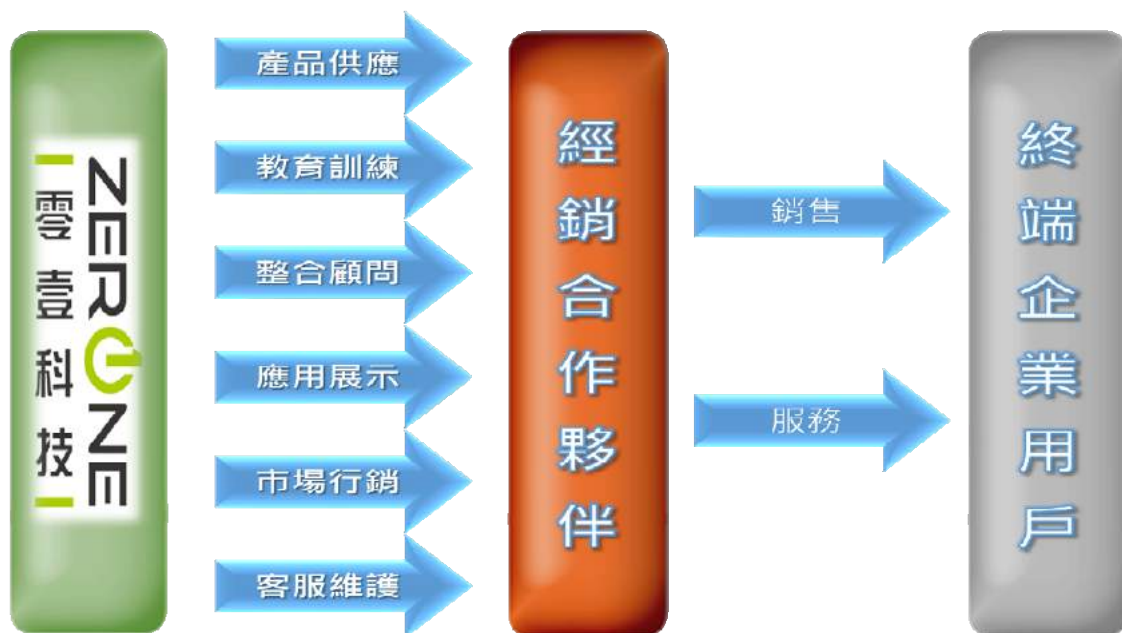 ZERONE
零壹科技
產品供應
教育訓練
整合顧問
應用展示
市場行銷
客服維護
經銷合作夥伴
銷售
服務
終端企業用戶